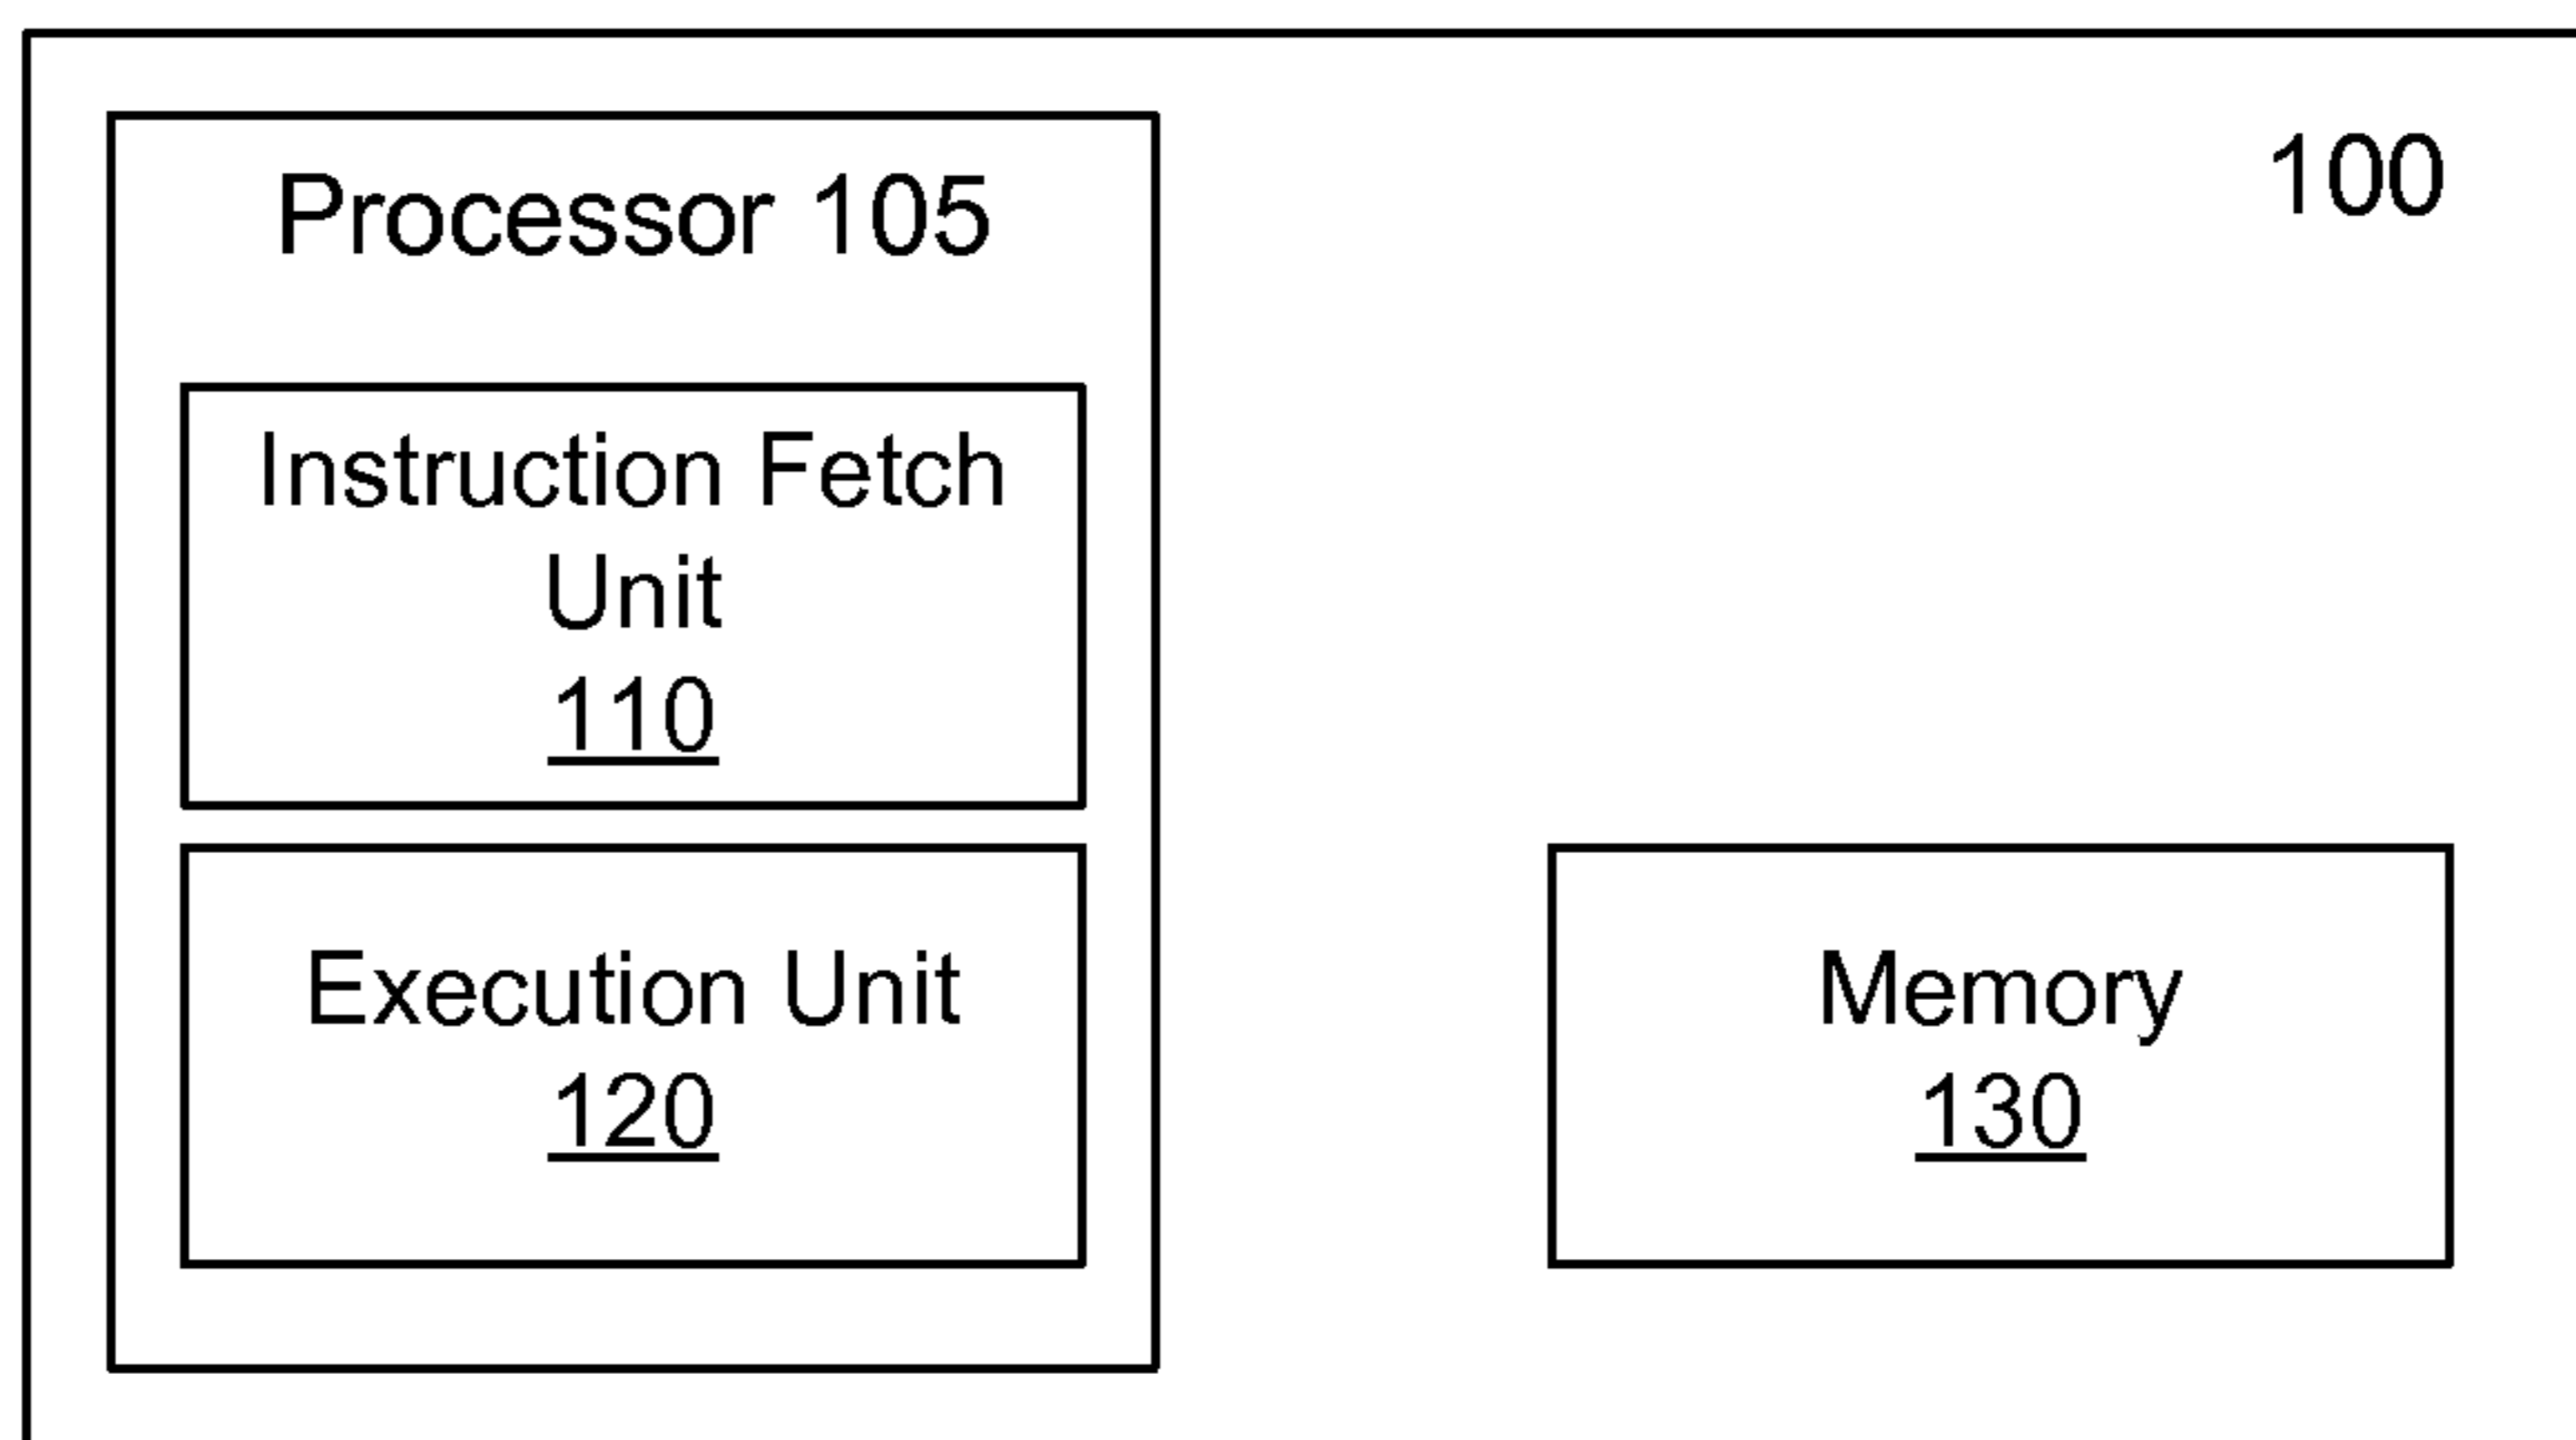 Processor 105
100
Instruction Fetch
Unit
110
Execution Unit
120
Memory
130